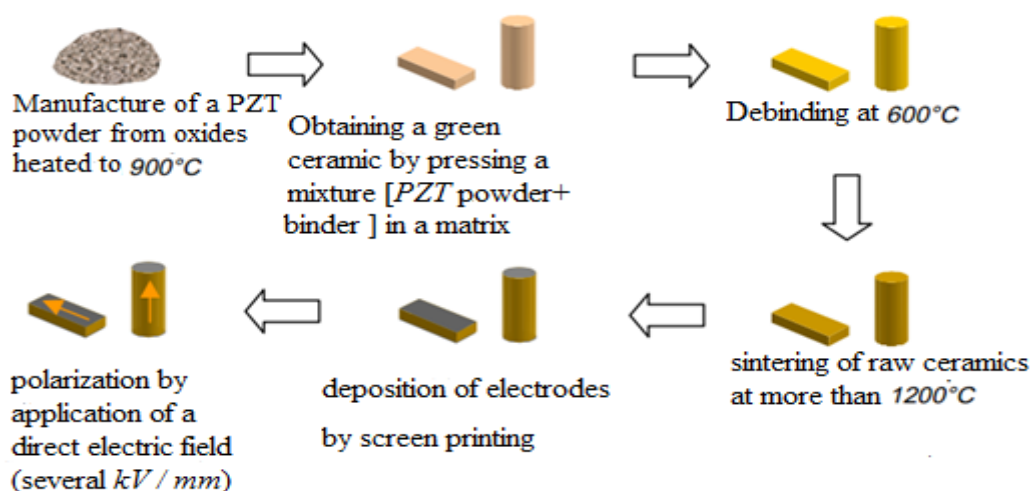 Manufacture of a PZT
powder from oxides
heated to 900°C
Obtaining a green
ceramic by pressing a
mixture [PZT powder+
binder ] in a matrix
Debinding at 600°C
sintering of raw ceramics
at more than 1200°C
deposition of electrodes
by screen printing
polarization by
application of a
direct electric field
(several kV / mm)